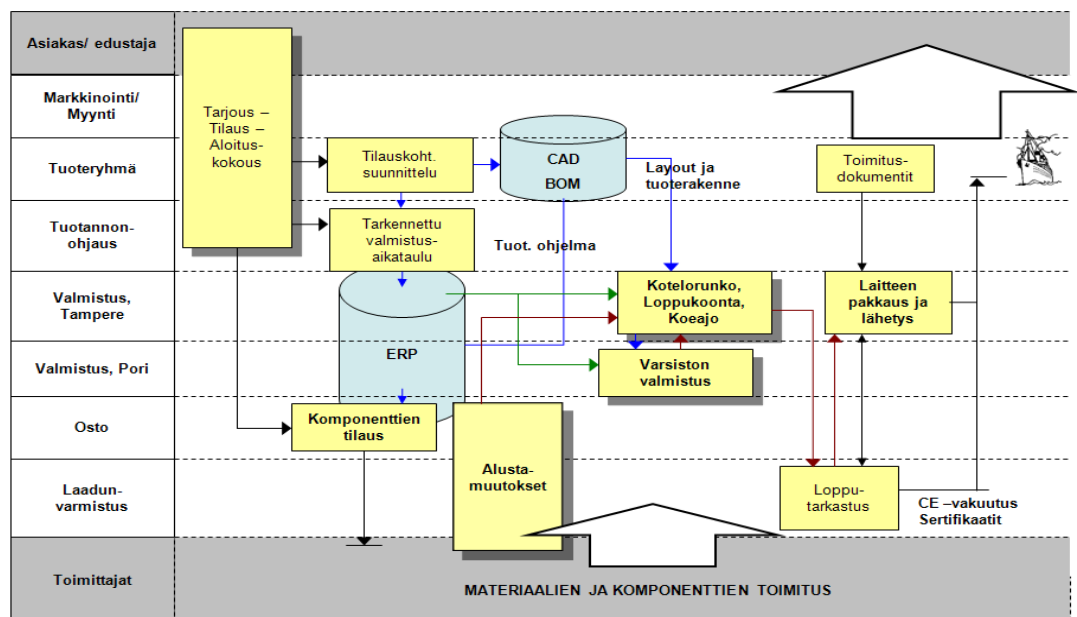 Asiakas/ edustaja
Markkinointi/
Myynti
Tuoteryhmä
Tuotannon-
ohjaus
Valmistus,
Tampere
Valmistus, Pori
Osto
Laadun-
varmistus
Toimittajat
Tarjous –
Tilaus –
Aloitus-
kokous
Tilauskoht.
suunnittelu
CAD
BOM
Layout ja
tuoterakenne
Toimitus-
dokumentit
Tarkennettu
valmistus-
aikataulu
Tuot. ohjelma
Kotelorunko,
Loppukoonta,
Koeajo
Laitteen
pakkaus ja
lähetys
ERP
Varsiston
valmistus
Komponenttien
tilaus
Alusta-
muutokset
Loppu-
tarkastus
CE –vakuutus
Sertifikaatit
MATERIAALIEN JA KOMPONENTTIEN TOIMITUS